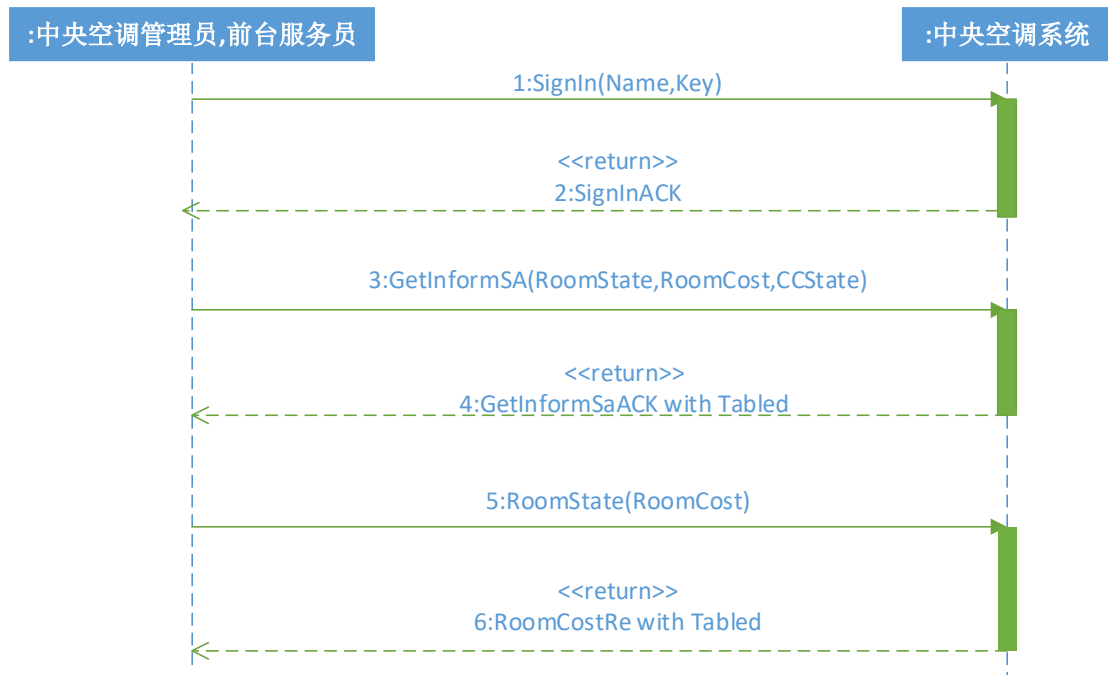 :中央空调管理员,前台服务员
:中央空调系统
1:SignIn(Name,Key)
<<return>>
2:SignInACK
3:GetInformSA(RoomState,RoomCost,CCState)
<<return>>
4:GetInformSaACK with Tabled
5:RoomState(RoomCost)
<<return>>
6:RoomCostRe with Tabled